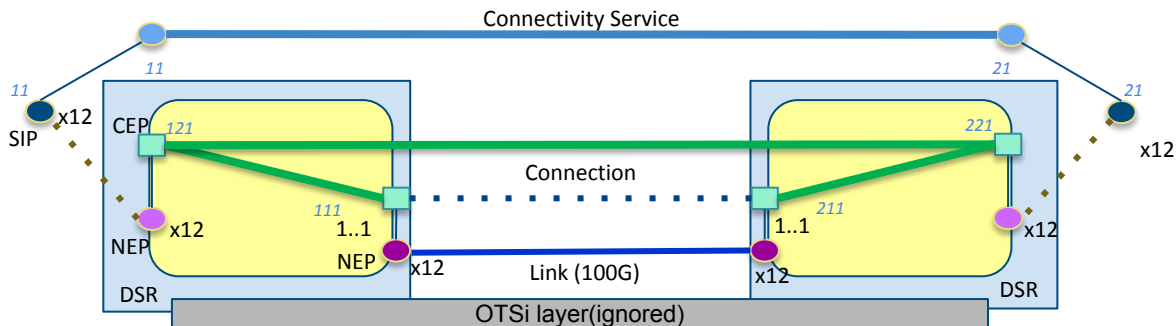 Connectivity Service
11
21
11
21
SIP
x12
x12
CEP
121
221
Connection
111
211
x12
1..1
1..1
x12
NEP
NEP
x12
x12
Link (100G)
DSR
DSR
OTSi layer(ignored)